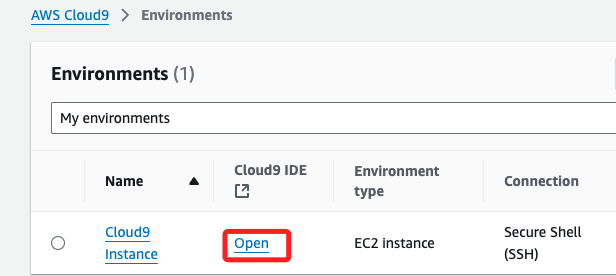 AWS Cloud9 > Environments
Environments (1)
My environments
Name ▲ Cloud9 IDE Environment type Connection
Cloud9 Instance Open EC2 instance Secure Shell (SSH)